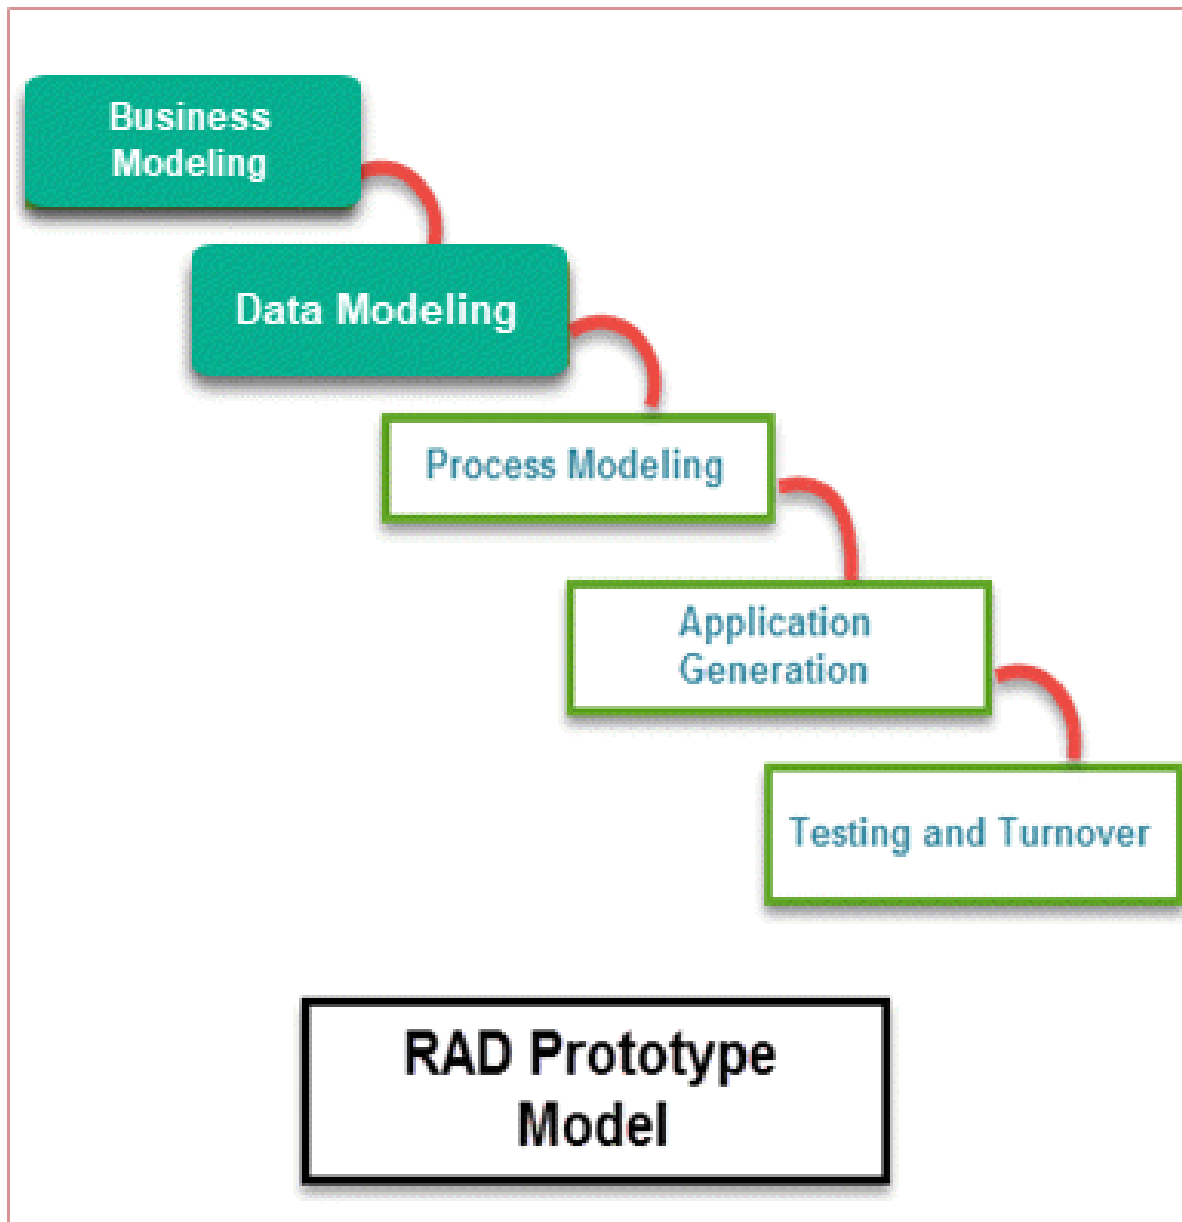 Business
Modeling
Data Modeling
Process Modeling
Application
Generation
Testing and Turnover
RAD Prototype
Model